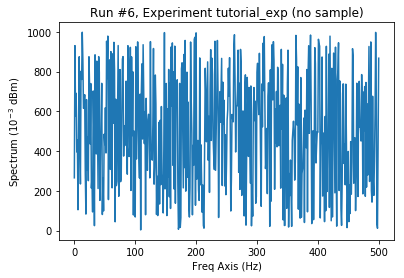 Run #6, Experiment tutorial_exp (no sample)
1000
800
600
400
200
0
Spectrum (10⁻³ dBm)
0 100 200 300 400 500
Freq Axis (Hz)